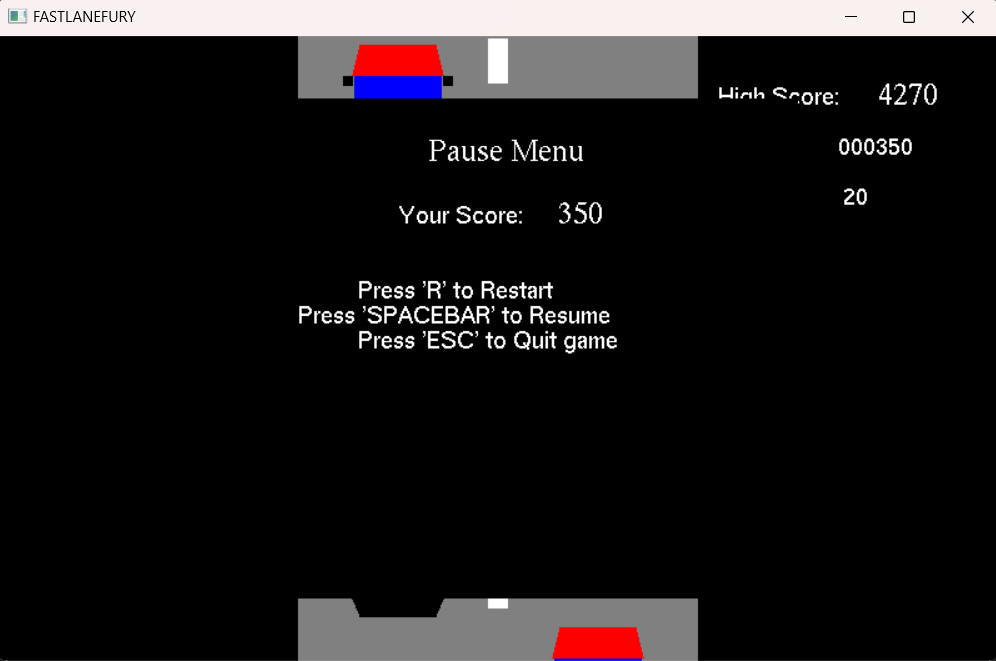 FASTLANEFURY
High Score: 4270
Pause Menu
000350
20
Your Score: 350
Press 'R' to Restart
Press 'SPACEBAR' to Resume
Press 'ESC' to Quit game